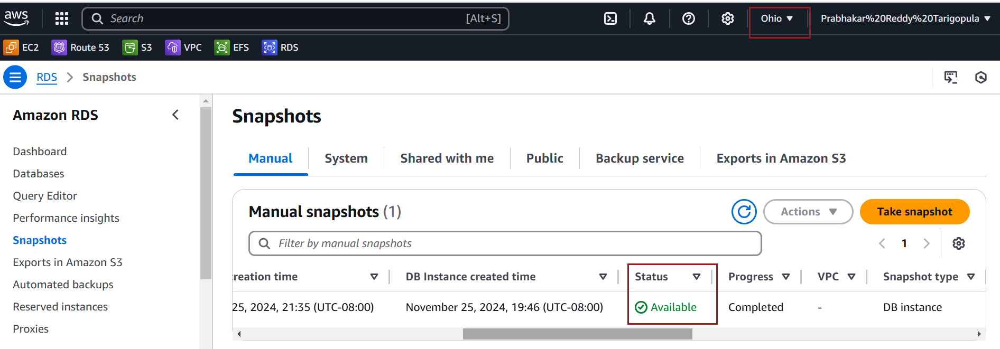 aws Search [Alt+S] Ohio Prabhakar%20Reddy%20Tarigopula
EC2 Route 53 S3 VPC EFS RDS
RDS Snapshots
Amazon RDS
Dashboard
Databases
Query Editor
Performance insights
Snapshots
Exports in Amazon S3
Automated backups
Reserved instances
Proxies
Snapshots
Manual System Shared with me Public Backup service Exports in Amazon S3
Manual snapshots (1) Actions Take snapshot
Filter by manual snapshots 1
reation time DB Instance created time Status Progress VPC Snapshot type
25, 2024, 21:35 (UTC-08:00) November 25, 2024, 19:46 (UTC-08:00) Available Completed - DB instance